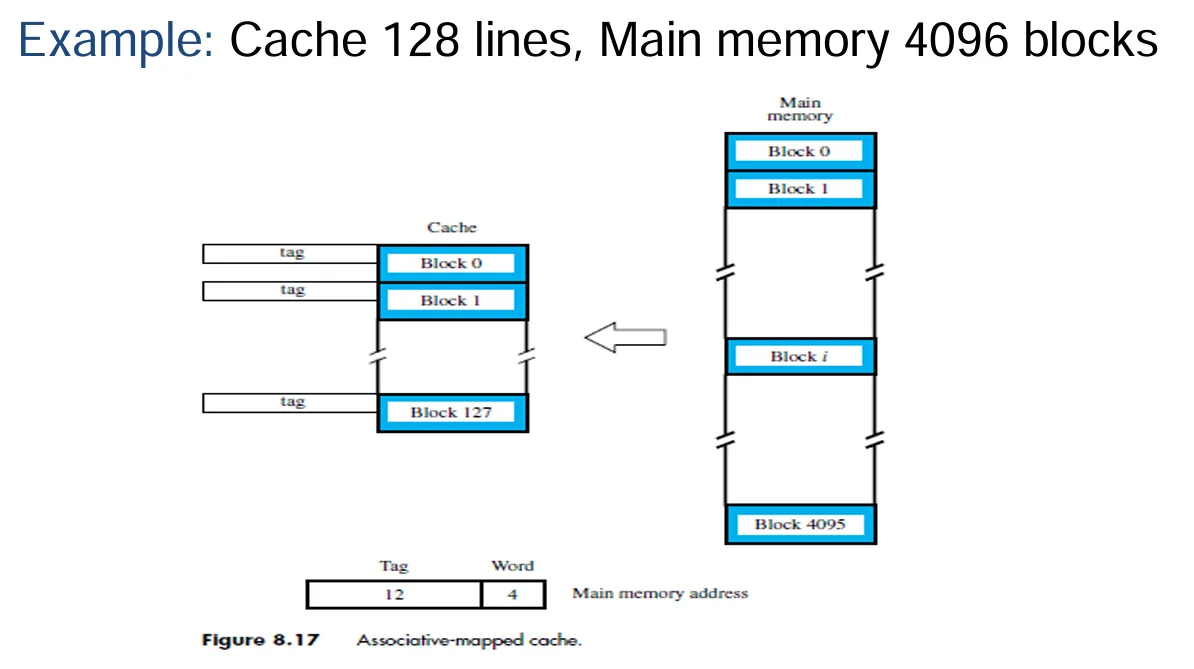 Example: Cache 128 lines, Main memory 4096 blocks
Main
memory
Block 0
Block 1
Cache
tag
Block 0
tag
Block 1
Block i
tag
Block 127
Block 4095
Tag Word
12 4 Main memory address
Figure 8.17 Associative-mapped cache.